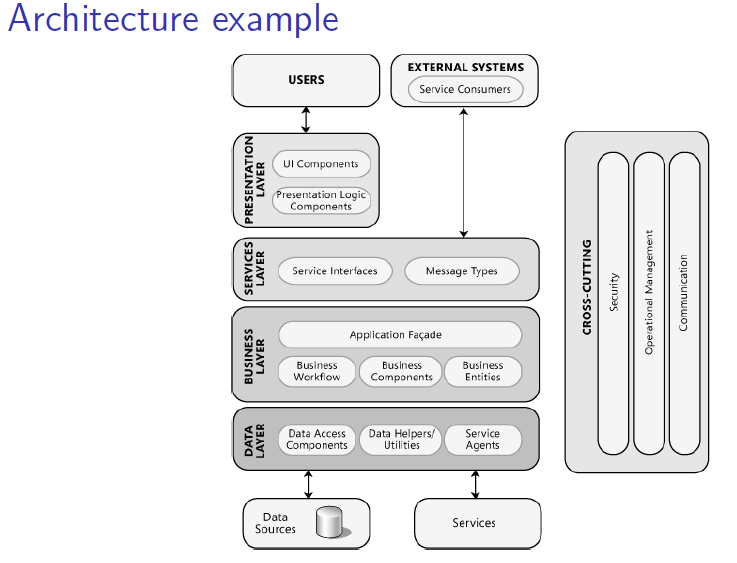 Architecture example
USERS
EXTERNAL SYSTEMS
Service Consumers
PRESENTATION
LAYER
UI Components
Presentation Logic
Components
SERVICES
LAYER
Service Interfaces
Message Types
BUSINESS
LAYER
Application Façade
Business
Workflow
Business
Components
Business
Entities
DATA
LAYER
Data Access
Components
Data Helpers/
Utilities
Service
Agents
Data
Sources
Services
CROSS-CUTTING
Security
Operational Management
Communication